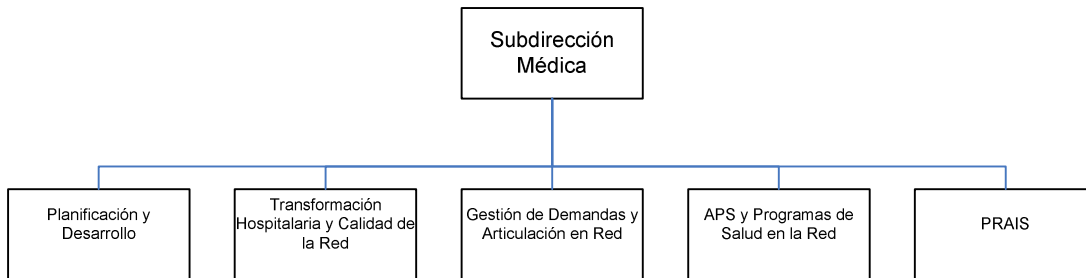 Subdirección
Médica
Planificación y
Desarrollo
Transformación
Hospitalaria y Calidad de
la Red
Gestión de Demandas y
Articulación en Red
APS y Programas de
Salud en la Red
PRAIS